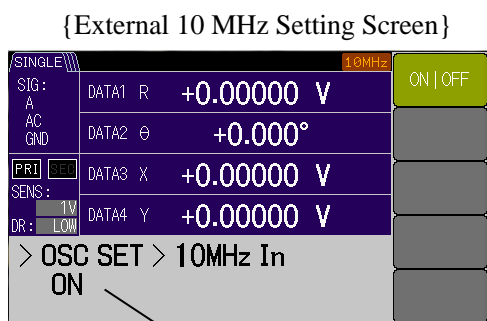 {External 10 MHz Setting Screen}
SINGLE 10MHz
ON|OFF
SIG:
A
AC
GND
DATA1 R +0.00000 V
DATA2 θ +0.000°
PRI SEC
SENS:
1V
DR: LOW
DATA3 X +0.00000 V
DATA4 Y +0.00000 V
> OSC SET > 10MHz In
ON